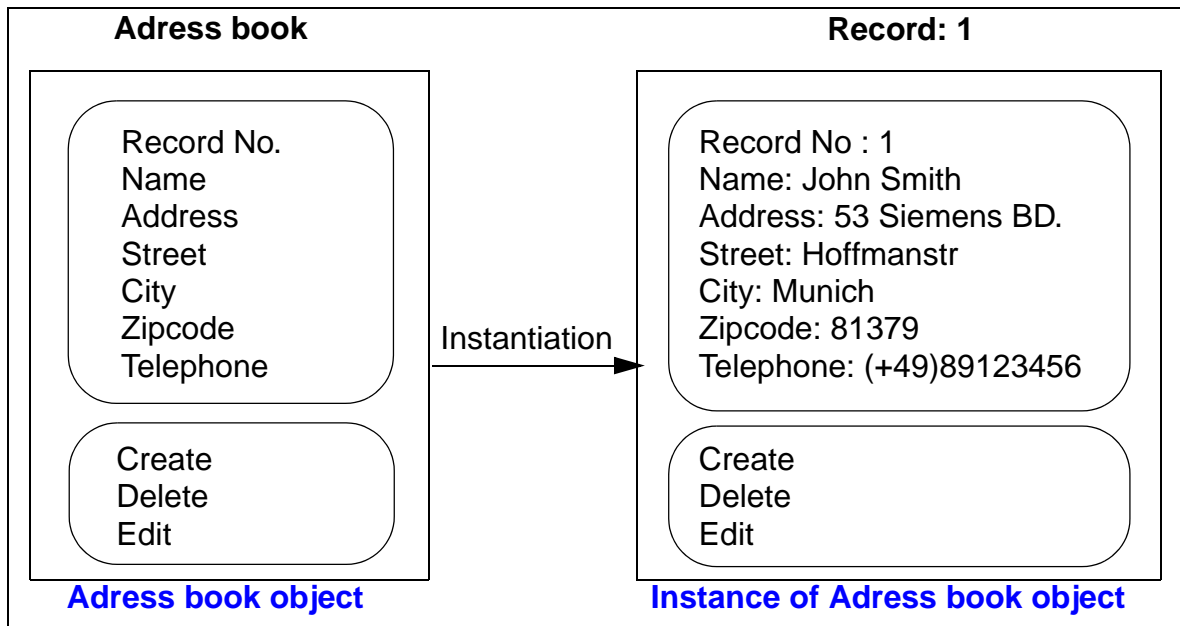 Adress book
Record No.
Name
Address
Street
City
Zipcode
Telephone
Create
Delete
Edit
Adress book object
Instantiation
Record: 1
Record No : 1
Name: John Smith
Address: 53 Siemens BD.
Street: Hoffmanstr
City: Munich
Zipcode: 81379
Telephone: (+49)89123456
Create
Delete
Edit
Instance of Adress book object